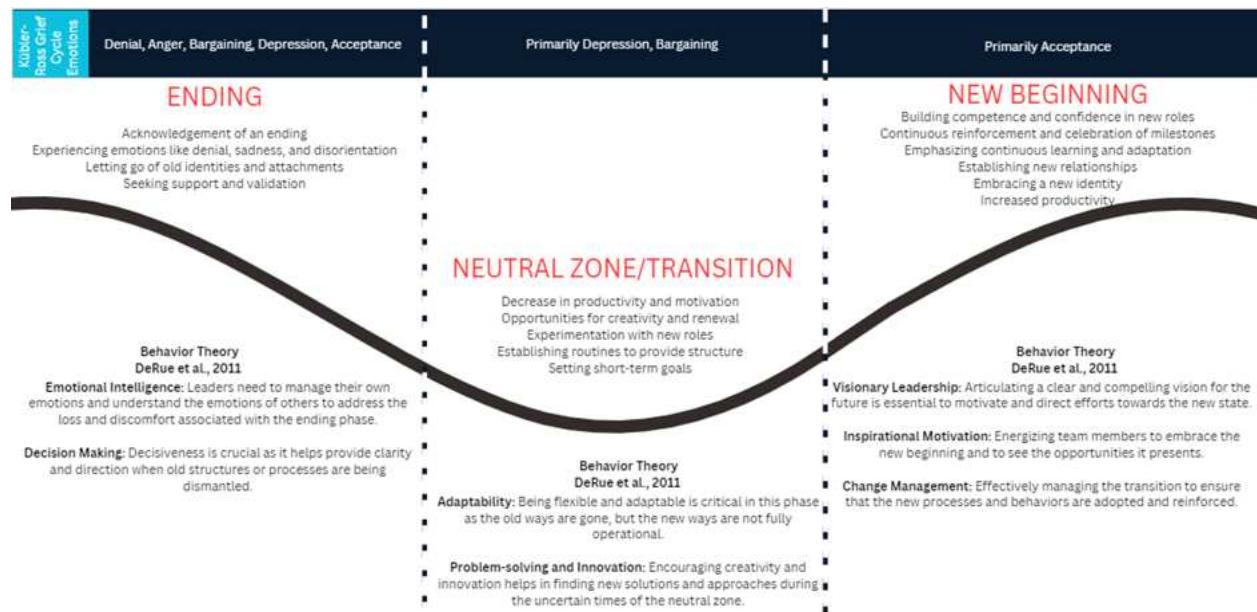 Kübler-
Ross Grief
Cycle
Emotions
Denial, Anger, Bargaining, Depression, Acceptance
Primarily Depression, Bargaining
Primarily Acceptance
ENDING
Acknowledgement of an ending
Experiencing emotions like denial, sadness, and disorientation
Letting go of old identities and attachments
Seeking support and validation
Behavior Theory
DeRue et al., 2011
Emotional Intelligence: Leaders need to manage their own
emotions and understand the emotions of others to address the
loss and discomfort associated with the ending phase.
Decision Making: Decisiveness is crucial as it helps provide clarity
and direction when old structures or processes are being
dismantled.
NEUTRAL ZONE/TRANSITION
Decrease in productivity and motivation
Opportunities for creativity and renewal
Experimentation with new roles
Establishing routines to provide structure
Setting short-term goals
Behavior Theory
DeRue et al., 2011
Adaptability: Being flexible and adaptable is critical in this phase
as the old ways are gone, but the new ways are not fully
operational.
Problem-solving and Innovation: Encouraging creativity and
innovation helps in finding new solutions and approaches during
the uncertain times of the neutral zone.
NEW BEGINNING
Building competence and confidence in new roles
Continuous reinforcement and celebration of milestones
Emphasizing continuous learning and adaptation
Establishing new relationships
Embracing a new identity
Increased productivity
Behavior Theory
DeRue et al., 2011
Visionary Leadership: Articulating a clear and compelling vision for the
future is essential to motivate and direct efforts towards the new state.
Inspirational Motivation: Energizing team members to embrace the
new beginning and to see the opportunities it presents.
Change Management: Effectively managing the transition to ensure
that the new processes and behaviors are adopted and reinforced.